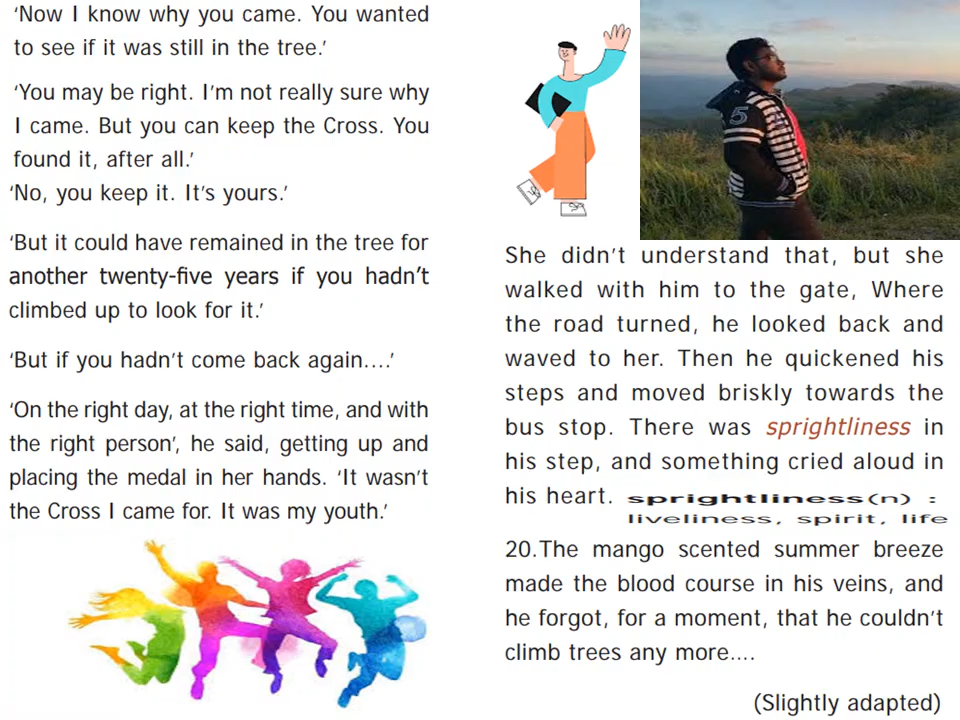 ‘Now I know why you came. You wanted
to see if it was still in the tree.’
‘You may be right. I’m not really sure why
I came. But you can keep the Cross. You
found it, after all.’
‘No, you keep it. It’s yours.’
‘But it could have remained in the tree for
another twenty-five years if you hadn’t
climbed up to look for it.’
‘But if you hadn’t come back again....’
‘On the right day, at the right time, and with
the right person’, he said, getting up and
placing the medal in her hands. ‘It wasn’t
the Cross I came for. It was my youth.’
5
She didn’t understand that, but she
walked with him to the gate, Where
the road turned, he looked back and
waved to her. Then he quickened his
steps and moved briskly towards the
bus stop. There was sprightliness in
his step, and something cried aloud in
his heart.
sprightliness(n) :
liveliness, spirit, life
20.The mango scented summer breeze
made the blood course in his veins, and
he forgot, for a moment, that he couldn’t
climb trees any more....
(Slightly adapted)